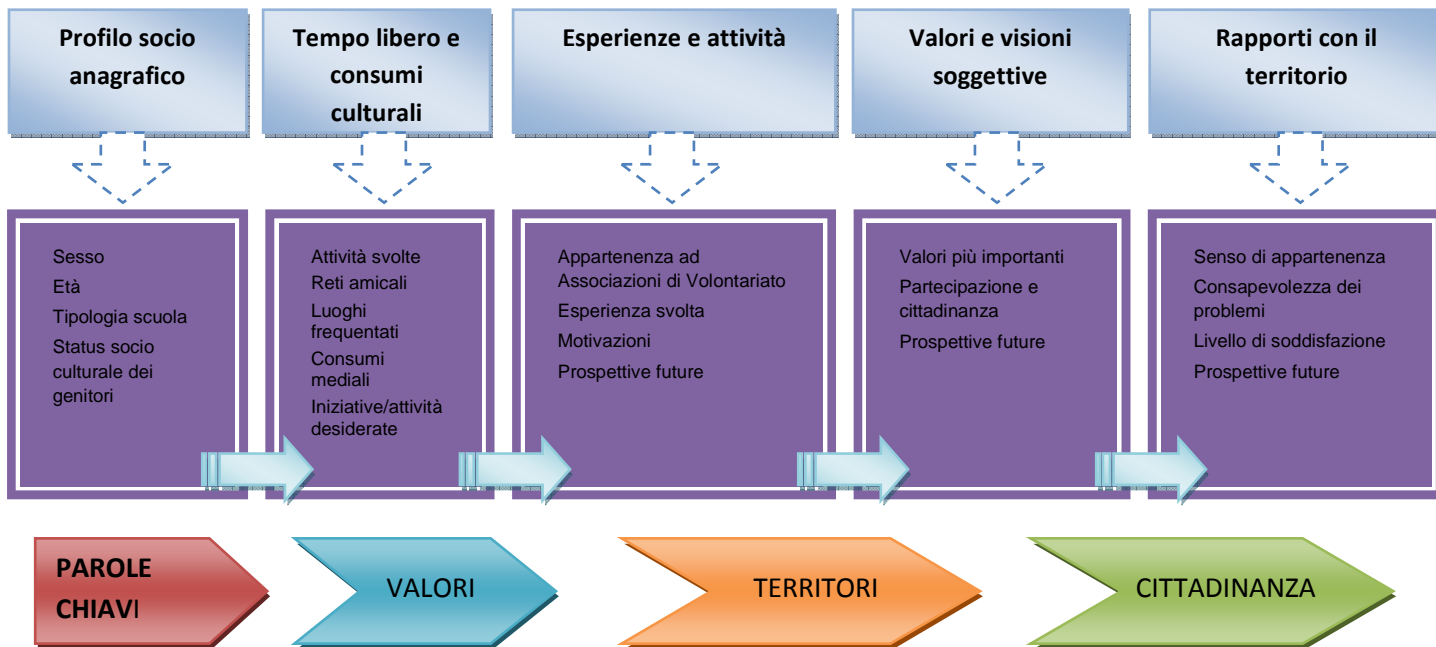 Profilo socio
anagrafico
Tempo libero e
consumi
culturali
Esperienze e attività
Valori e visioni
soggettive
Rapporti con il
territorio
Sesso
Età
Tipologia scuola
Status socio
culturale dei
genitori
Attività svolte
Reti amicali
Luoghi
frequentati
Consumi
mediali
Iniziative/attività
desiderate
Appartenenza ad
Associazioni di Volontariato
Esperienza svolta
Motivazioni
Prospettive future
Valori più importanti
Partecipazione e
cittadinanza
Prospettive future
Senso di appartenenza
Consapevolezza dei
problemi
Livello di soddisfazione
Prospettive future
PAROLE
CHIAVI
VALORI
TERRITORI
CITTADINANZA